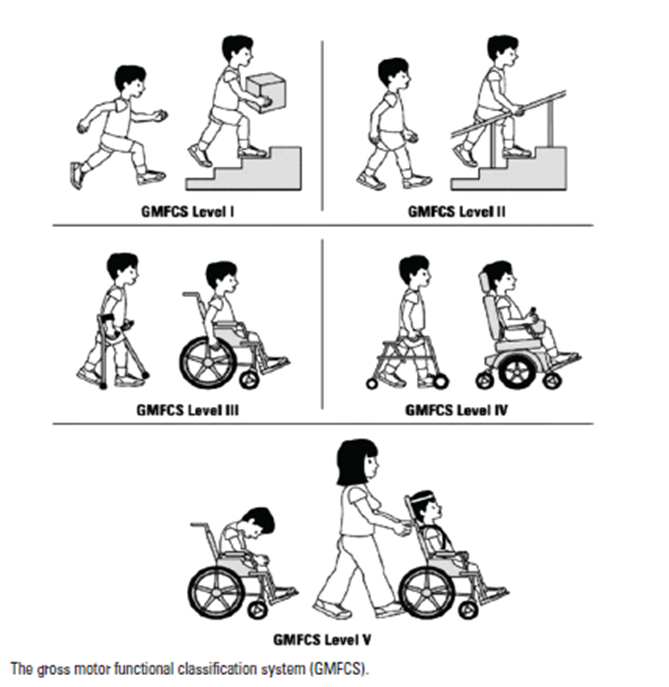 GMFCS Level I
GMFCS Level II
GMFCS Level III
GMFCS Level IV
GMFCS Level V
The gross motor functional classification system (GMFCS).